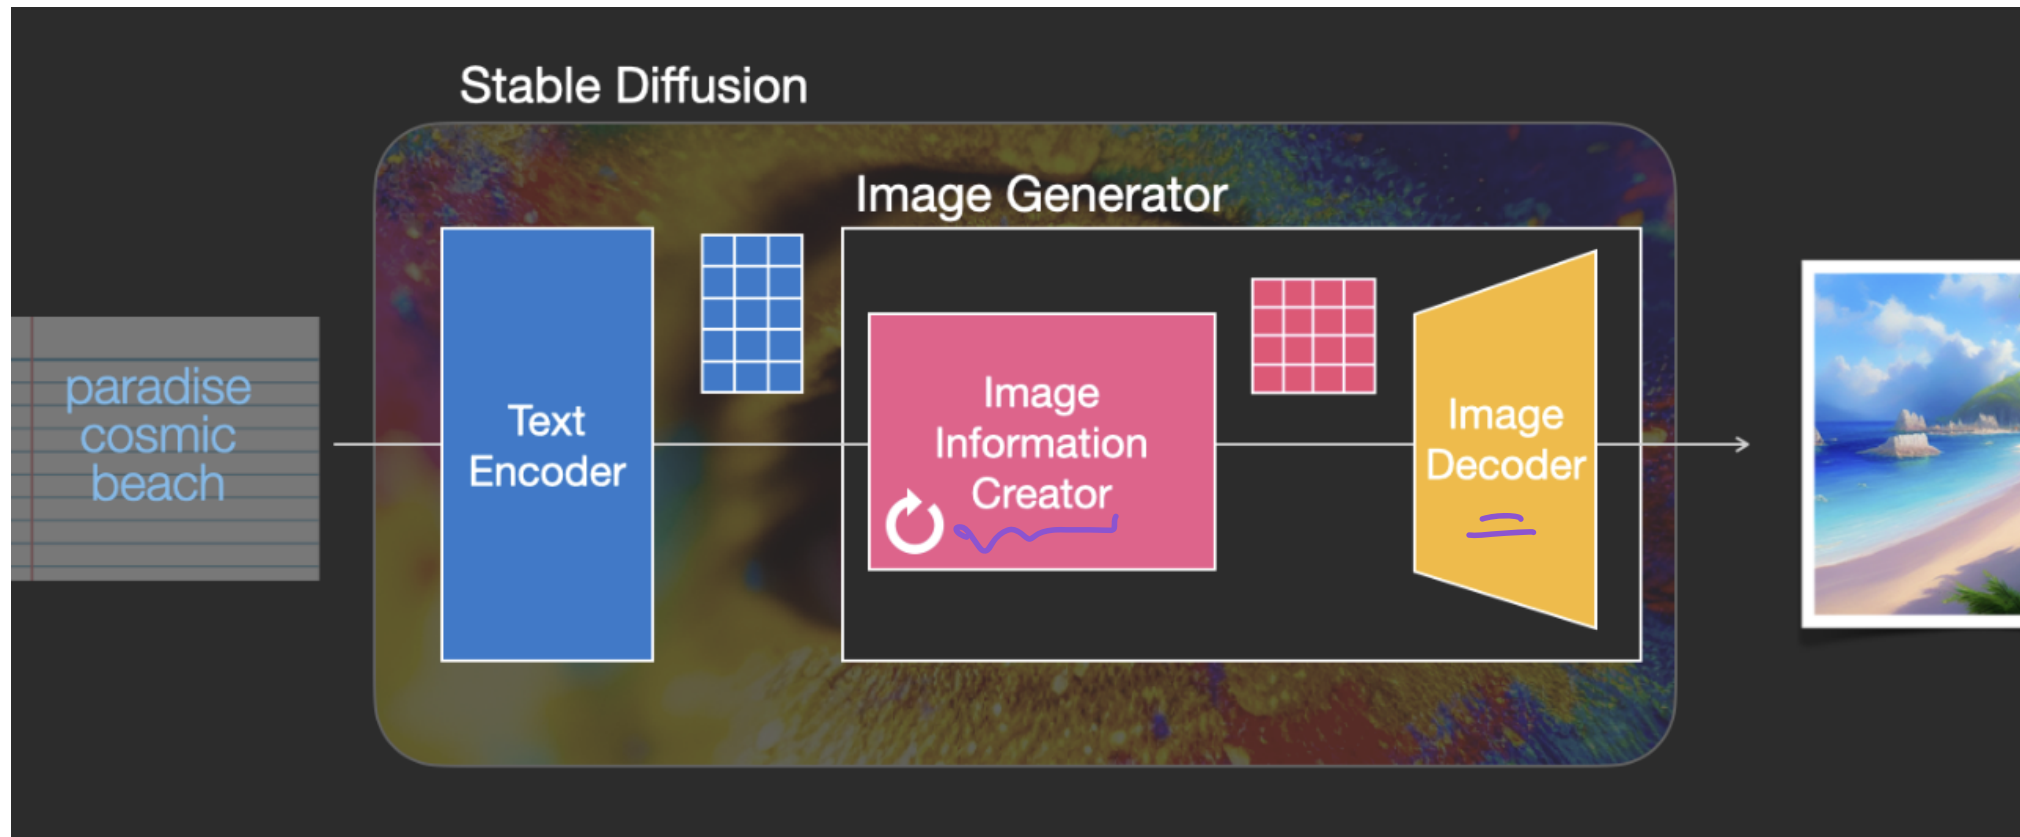 Stable Diffusion
Image Generator
paradise
cosmic
beach
Text
Encoder
Image
Information
Creator
Image
Decoder